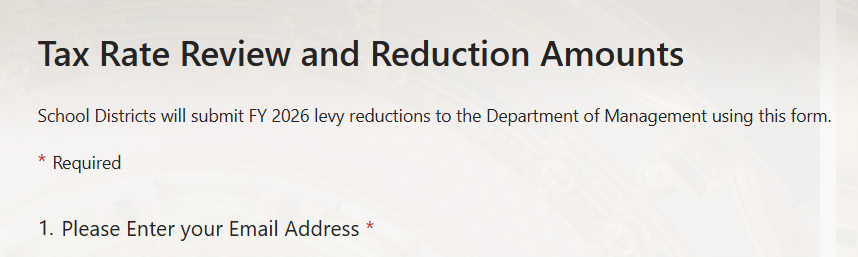 Tax Rate Review and Reduction Amounts
School Districts will submit FY 2026 levy reductions to the Department of Management using this form.
* Required
1. Please Enter your Email Address *